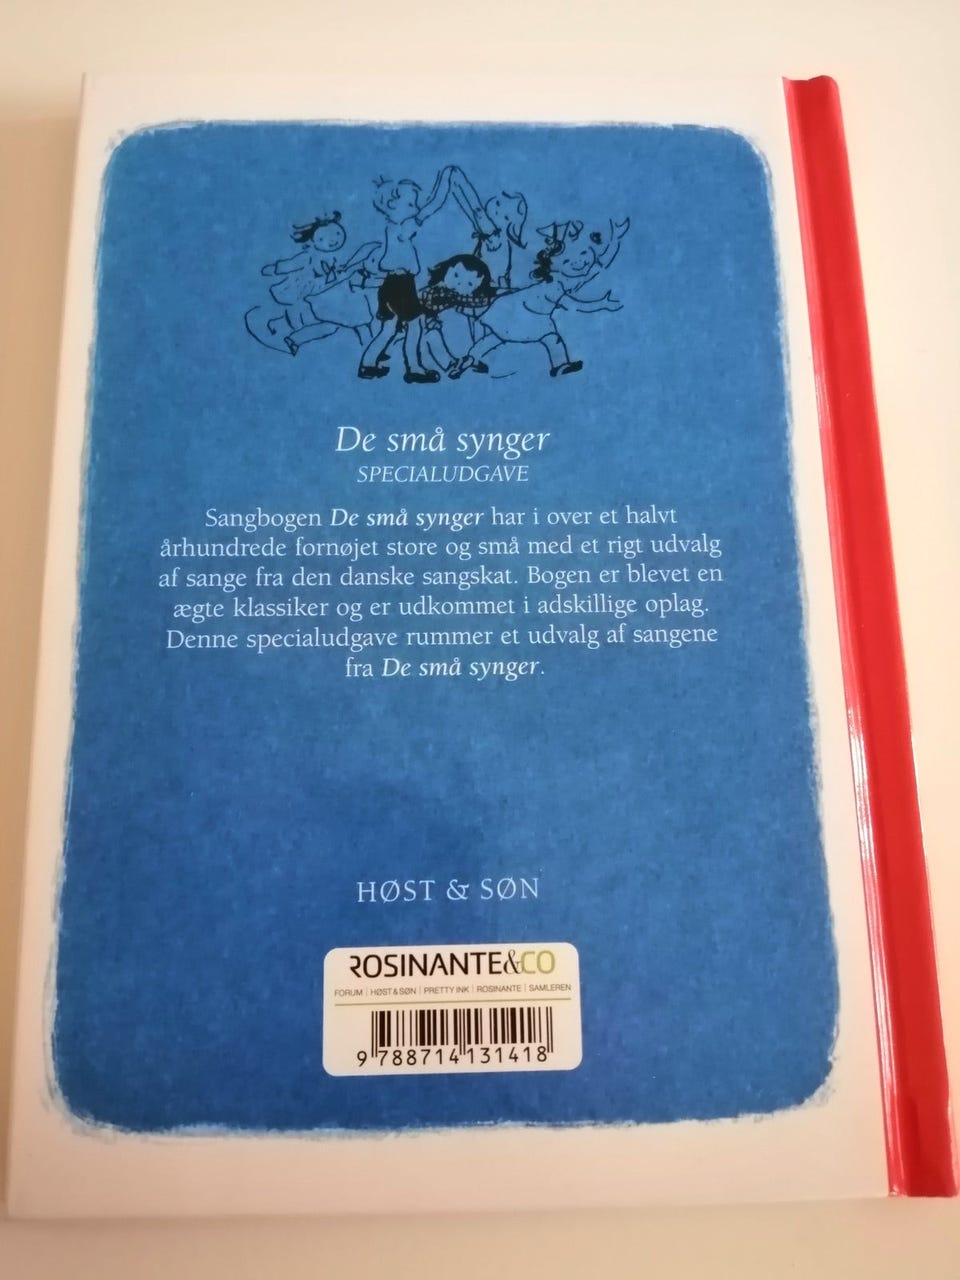 De små synger
SPECIALUDGAVE
Sangbogen De små synger har i over et halvt
århundrede fornøjet store og små med et rigt udvalg
af sange fra den danske sangskat. Bogen er blevet en
ægte klassiker og er udkommet i adskillige oplag.
Denne specialudgave rummer et udvalg af sangene
fra De små synger.
HØST & SØN
ROSINANTE&CO
FORUM | HØST & SØN | PRETTY INK | ROSINANTE | SAMLEREN
9 788714 131418